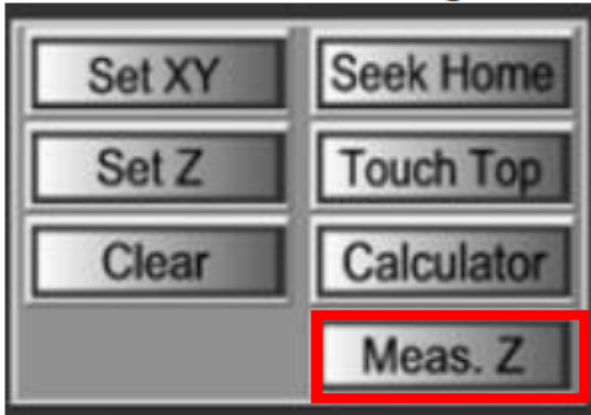 Set XY
Seek Home
Set Z
Touch Top
Clear
Calculator
Meas. Z